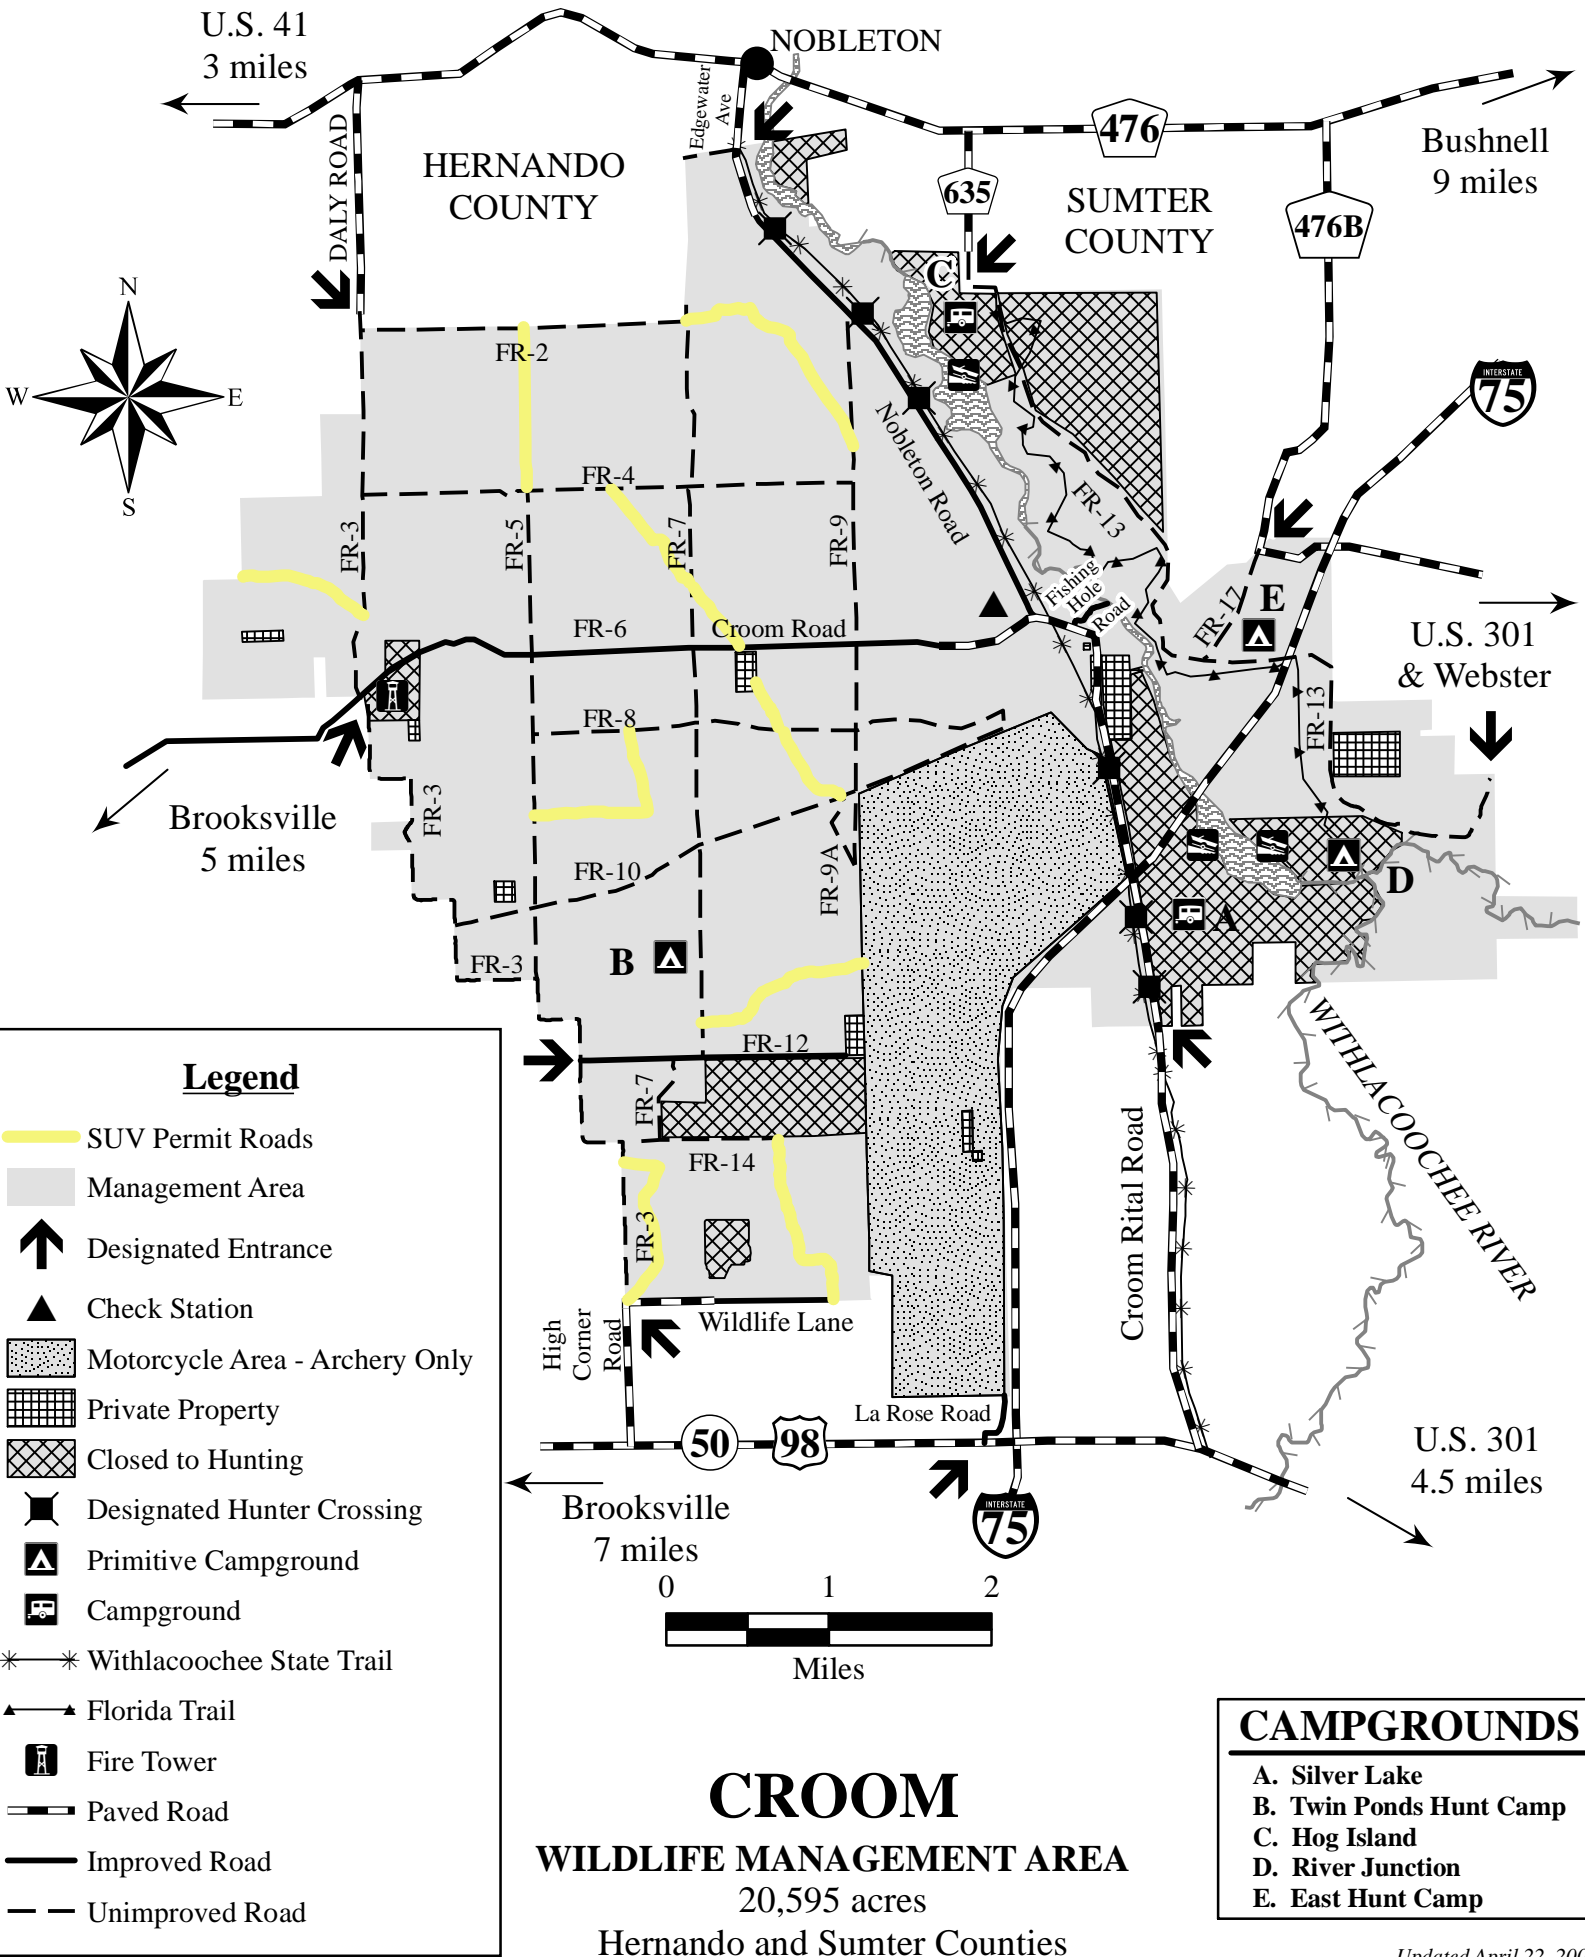 U.S. 41
3 miles
NOBLETON
Edgewater
Ave
DALY ROAD
HERNANDO
COUNTY
476
635
SUMTER
COUNTY
476B
Bushnell
9 miles
N
W
E
S
C
FR-2
INTERSTATE
75
Nobleton Road
FR-4
FR-3
FR-5
FR-7
FR-9
FR-13
Fishing
Hole
Road
FR-17
E
FR-6
Croom Road
U.S. 301
& Webster
FR-8
FR-13
FR-3
Brooksville
5 miles
FR-10
FR-9A
D
A
B
FR-3
WITHLACOOCHEE RIVER
FR-12
FR-7
FR-14
FR-3
Croom Rital Road
Wildlife Lane
High
Corner
Road
La Rose Road
50
98
U.S. 301
4.5 miles
Brooksville
7 miles
INTERSTATE
75
0 1 2
Miles
Legend
SUV Permit Roads
Management Area
Designated Entrance
Check Station
Motorcycle Area - Archery Only
Private Property
Closed to Hunting
Designated Hunter Crossing
Primitive Campground
Campground
Withlacoochee State Trail
Florida Trail
Fire Tower
Paved Road
Improved Road
Unimproved Road
CROOM
WILDLIFE MANAGEMENT AREA
20,595 acres
Hernando and Sumter Counties
CAMPGROUNDS
A. Silver Lake
B. Twin Ponds Hunt Camp
C. Hog Island
D. River Junction
E. East Hunt Camp
Updated April 22,